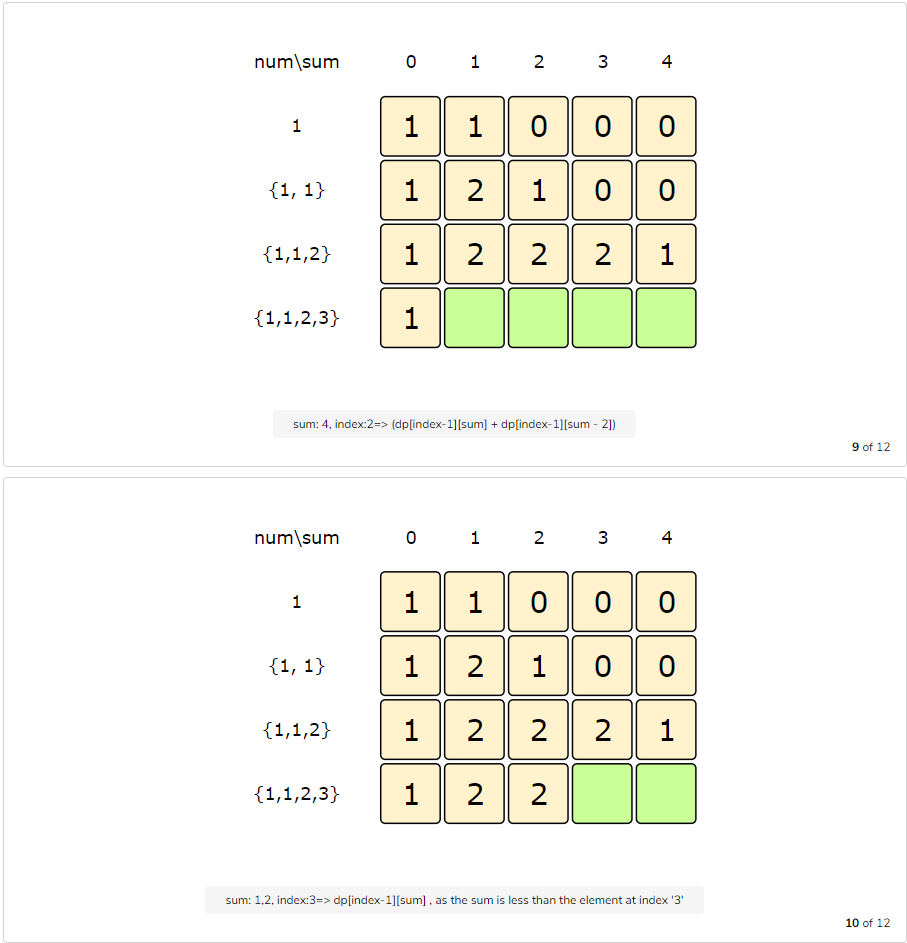 num\sum 0 1 2 3 4
1 1 1 0 0 0
{1, 1} 1 2 1 0 0
{1,1,2} 1 2 2 2 1
{1,1,2,3} 1
sum: 4, index:2=> (dp[index-1][sum] + dp[index-1][sum - 2])
9 of 12
num\sum 0 1 2 3 4
1 1 1 0 0 0
{1, 1} 1 2 1 0 0
{1,1,2} 1 2 2 2 1
{1,1,2,3} 1 2 2
sum: 1,2, index:3=> dp[index-1][sum] , as the sum is less than the element at index '3'
10 of 12